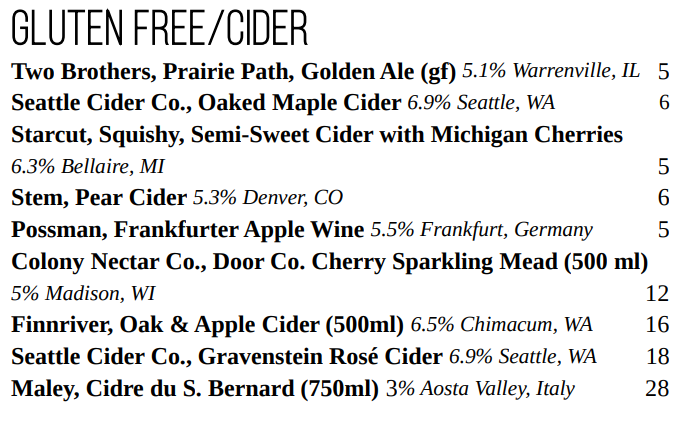 GLUTEN FREE/CIDER
Two Brothers, Prairie Path, Golden Ale (gf) 5.1% Warrenville, IL 5
Seattle Cider Co., Oaked Maple Cider 6.9% Seattle, WA 6
Starcut, Squishy, Semi-Sweet Cider with Michigan Cherries
6.3% Bellaire, MI 5
Stem, Pear Cider 5.3% Denver, CO 6
Possman, Frankfurter Apple Wine 5.5% Frankfurt, Germany 5
Colony Nectar Co., Door Co. Cherry Sparkling Mead (500 ml)
5% Madison, WI 12
Finnriver, Oak & Apple Cider (500ml) 6.5% Chimacum, WA 16
Seattle Cider Co., Gravenstein Rosé Cider 6.9% Seattle, WA 18
Maley, Cidre du S. Bernard (750ml) 3% Aosta Valley, Italy 28